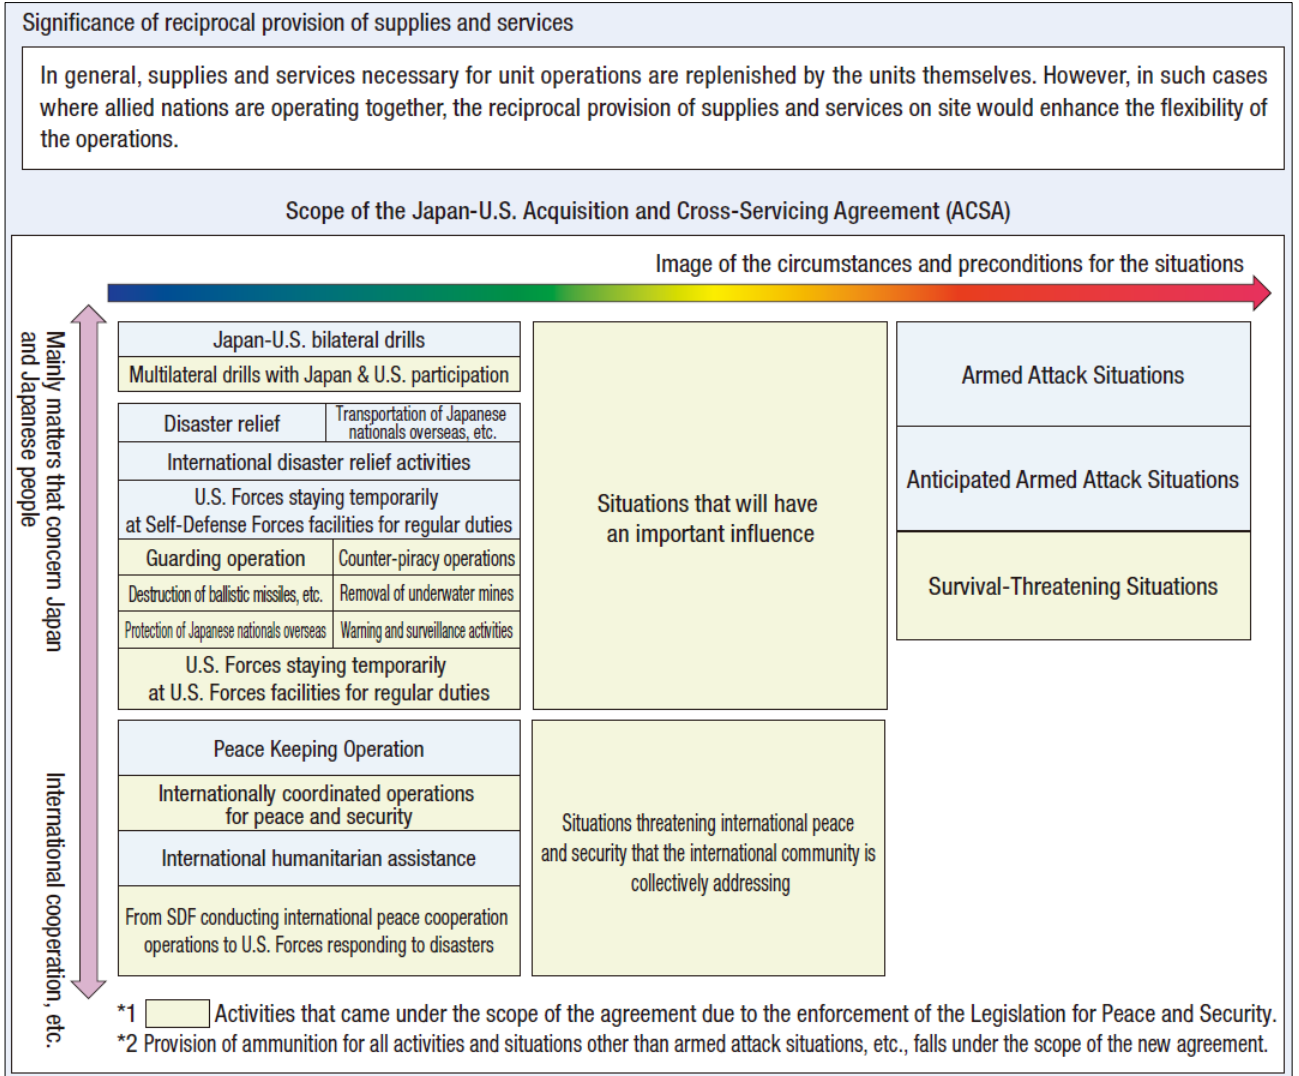 Significance of reciprocal provision of supplies and services
In general, supplies and services necessary for unit operations are replenished by the units themselves. However, in such cases
where allied nations are operating together, the reciprocal provision of supplies and services on site would enhance the flexibility of
the operations.
Scope of the Japan-U.S. Acquisition and Cross-Servicing Agreement (ACSA)
Image of the circumstances and preconditions for the situations
Mainly matters that concern Japan
and Japanese people
International cooperation, etc.
Japan-U.S. bilateral drills
Multilateral drills with Japan & U.S. participation
Disaster relief
Transportation of Japanese
nationals overseas, etc.
International disaster relief activities
U.S. Forces staying temporarily
at Self-Defense Forces facilities for regular duties
Guarding operation
Counter-piracy operations
Destruction of ballistic missiles, etc.
Removal of underwater mines
Protection of Japanese nationals overseas
Warning and surveillance activities
U.S. Forces staying temporarily
at U.S. Forces facilities for regular duties
Peace Keeping Operation
Internationally coordinated operations
for peace and security
International humanitarian assistance
From SDF conducting international peace cooperation
operations to U.S. Forces responding to disasters
Situations that will have
an important influence
Situations threatening international peace
and security that the international community is
collectively addressing
Armed Attack Situations
Anticipated Armed Attack Situations
Survival-Threatening Situations
*1 Activities that came under the scope of the agreement due to the enforcement of the Legislation for Peace and Security.
*2 Provision of ammunition for all activities and situations other than armed attack situations, etc., falls under the scope of the new agreement.